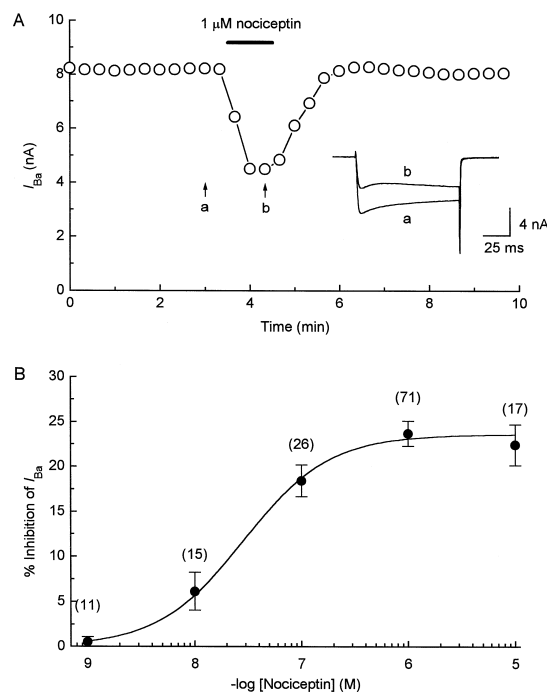 A
1 μM nociceptin
10
8
6
4
2
0
I Ba (nA)
a
b
b
a
4 nA
25 ms
0 2 4 6 8 10
Time (min)
B
30
25
20
15
10
5
0
% Inhibition of I Ba
(11)
(15)
(26)
(71)
(17)
9 8 7 6 5
-log [Nociceptin] (M)